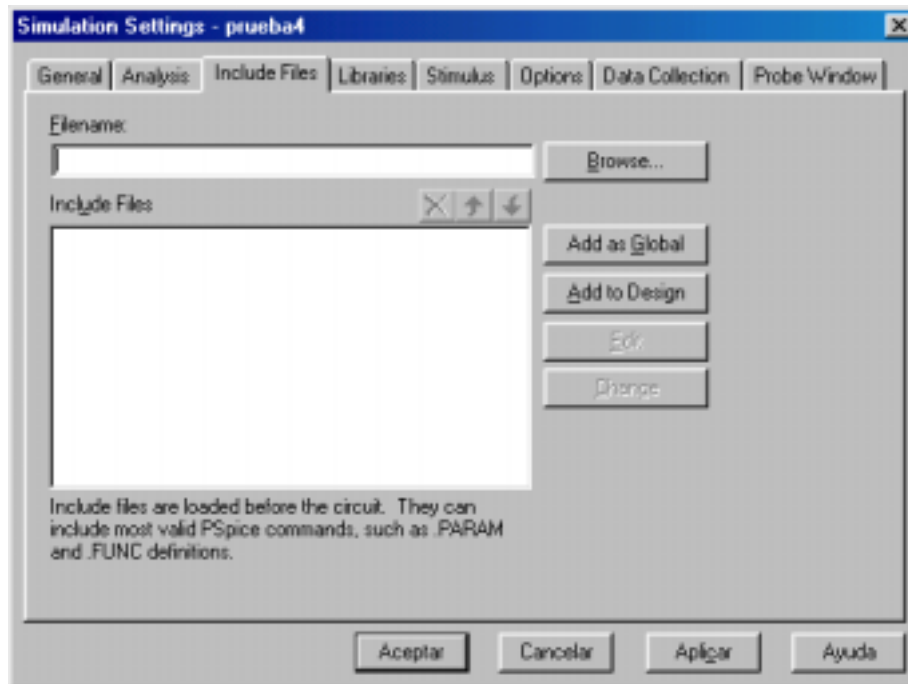 Simulation Settings - prueba4
General Analysis Include Files Libraries Stimulus Options Data Collection Probe Window
Filename:
Browse...
Include Files
Add as Global
Add to Design
Edit
Change
Include files are loaded before the circuit. They can
include most valid PSpice commands, such as .PARAM
and .FUNC definitions.
Aceptar Cancelar Aplicar Ayuda